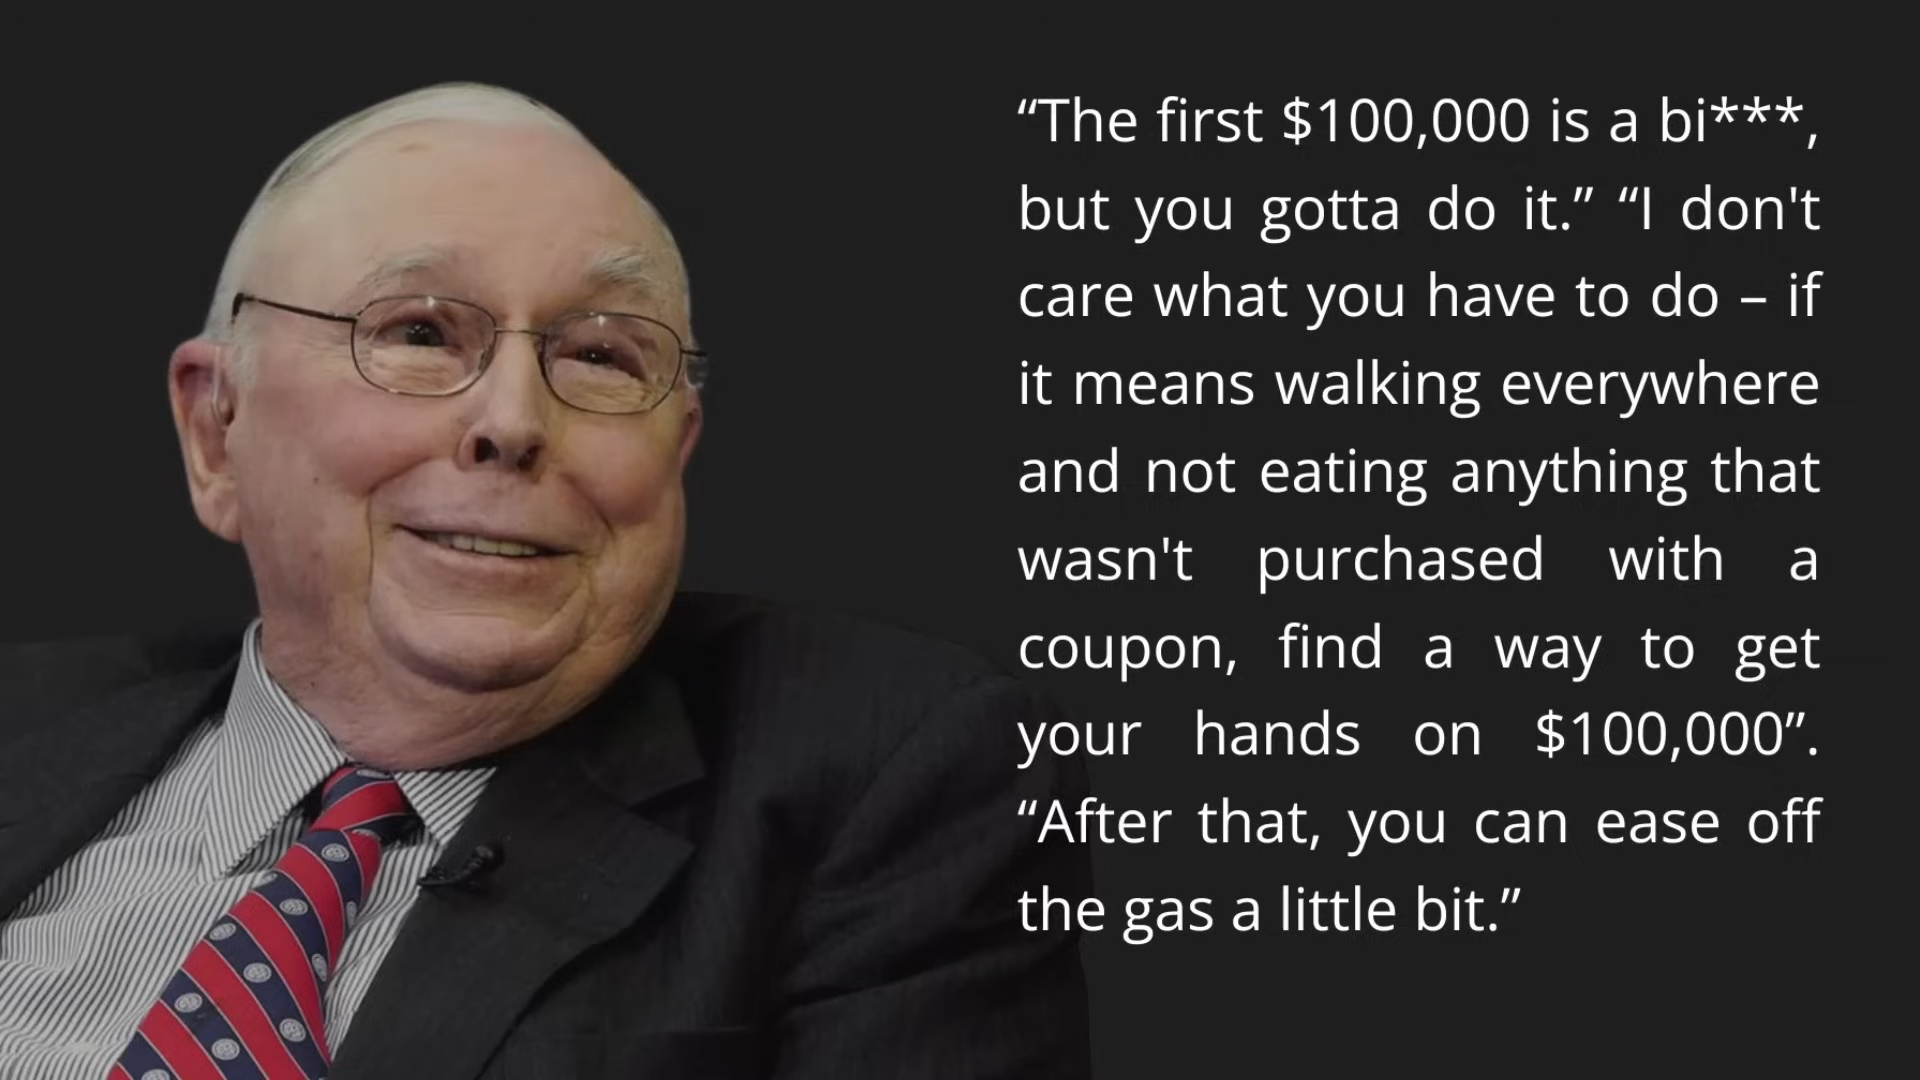 “The first $100,000 is a bi***,
but you gotta do it.” “I don't
care what you have to do – if
it means walking everywhere
and not eating anything that
wasn't purchased with a
coupon, find a way to get
your hands on $100,000”.
“After that, you can ease off
the gas a little bit.”